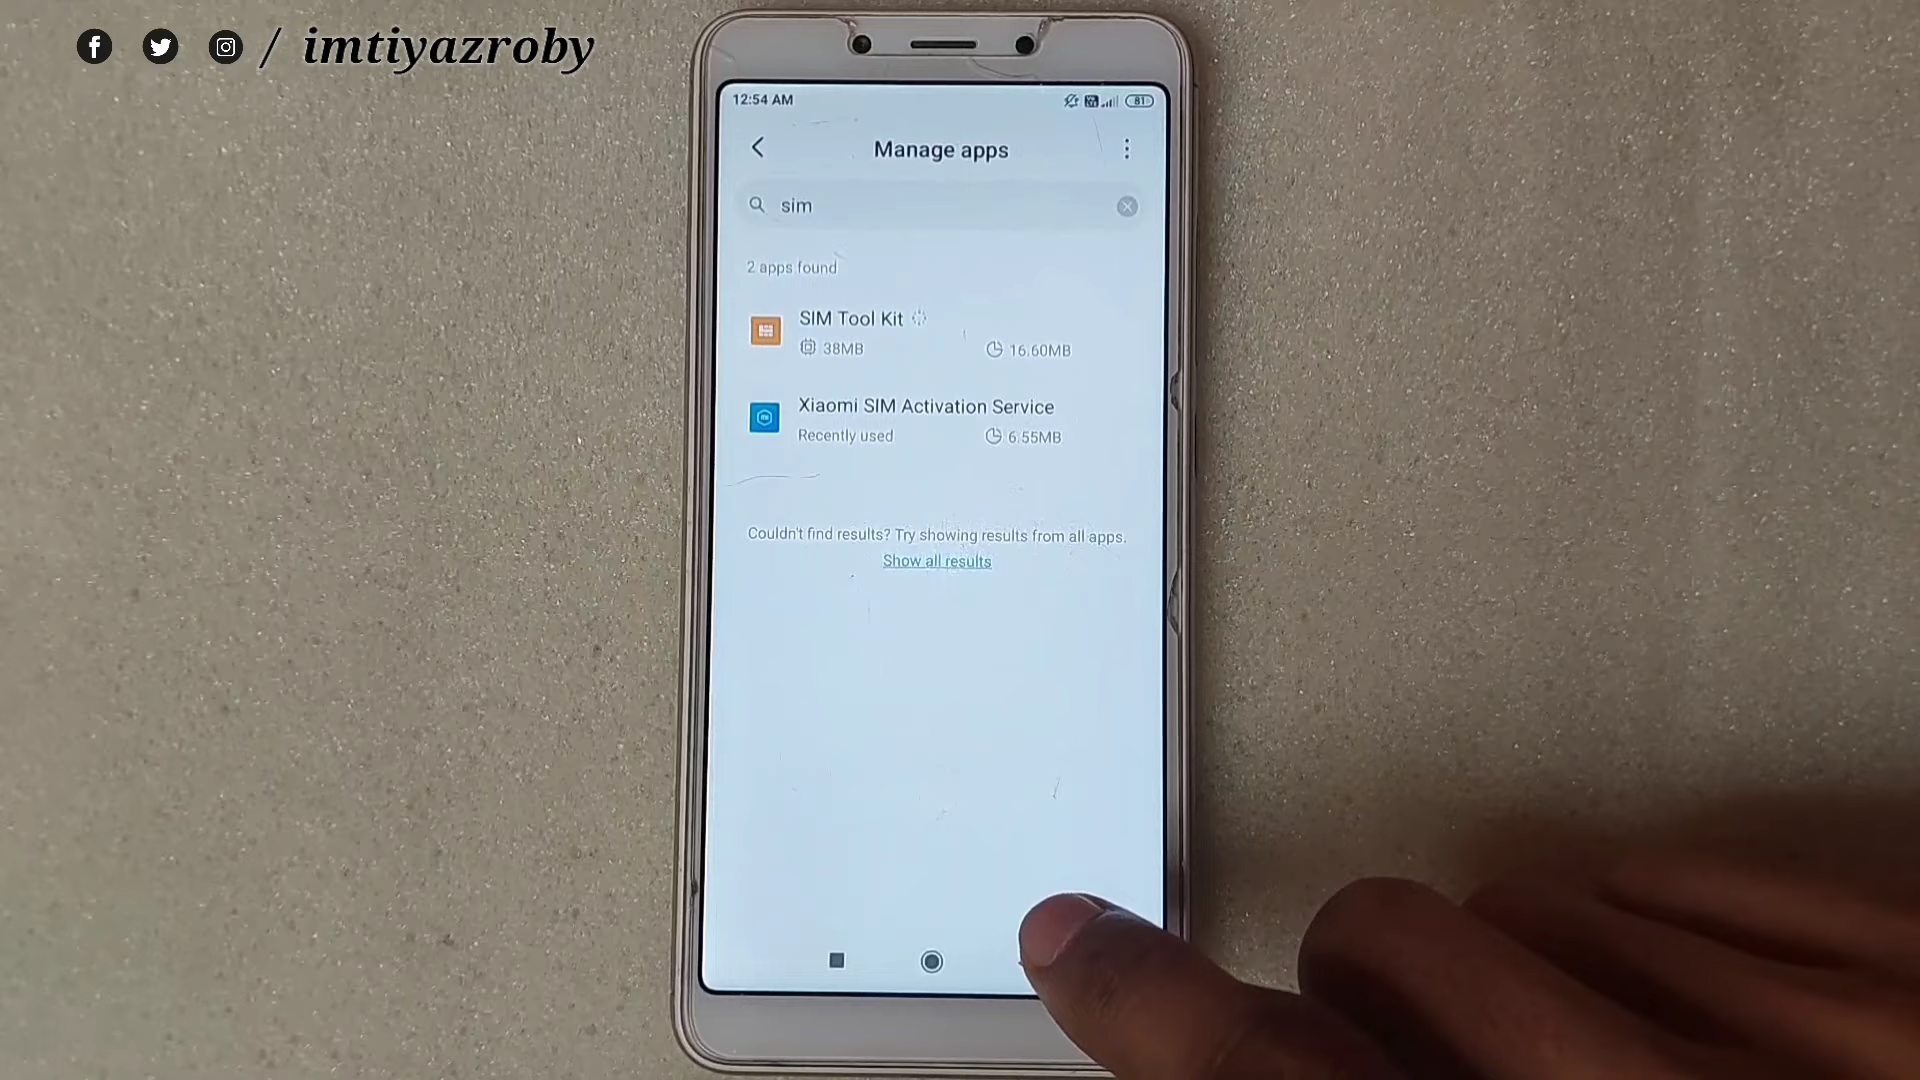 / imtiyazroby
12:54 AM
81
Manage apps
sim
2 apps found
SIM Tool Kit
38MB 16.60MB
Xiaomi SIM Activation Service
Recently used 6.55MB
Couldn't find results? Try showing results from all apps.
Show all results